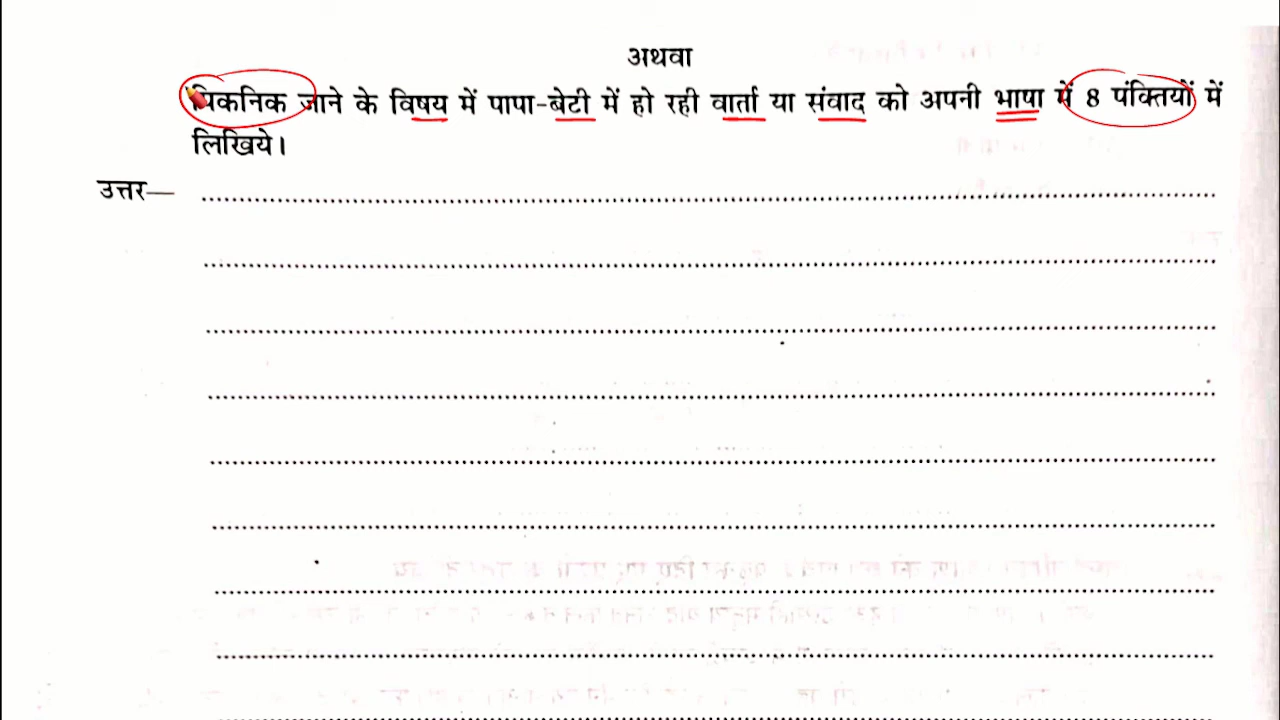 अथवा
पिकनिक जाने के विषय में पापा-बेटी में हो रही वार्ता या संवाद को अपनी भाषा में 8 पंक्तियों में
लिखिये।
उत्तर—